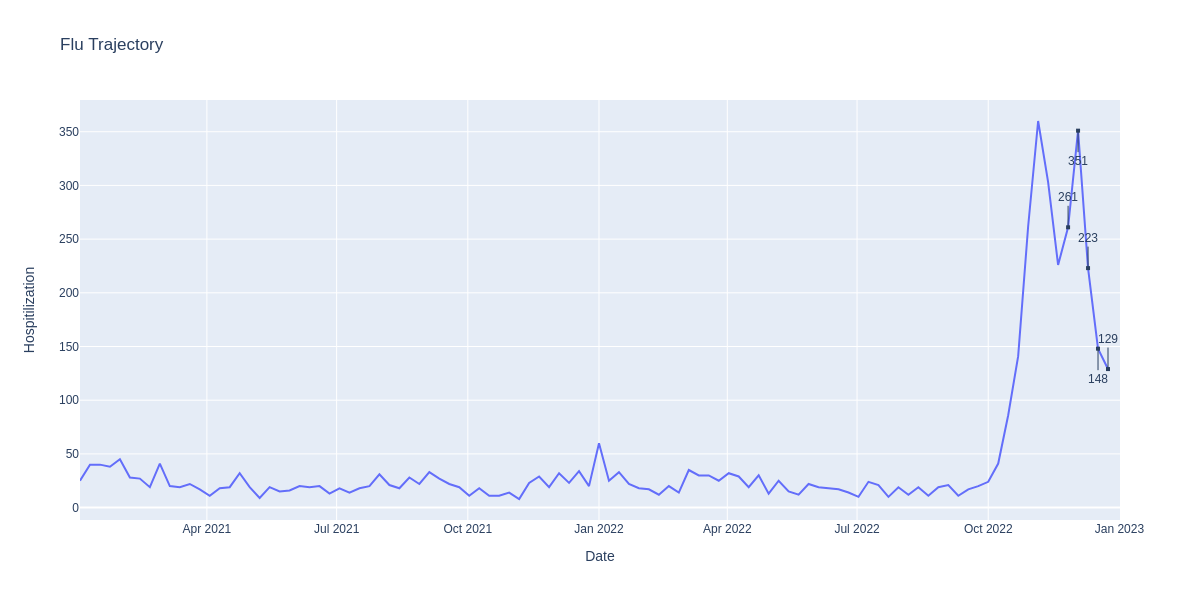 Flu Trajectory
Hospitilization
350
300
250
200
150
100
50
0
351
261
223
129
148
Apr 2021
Jul 2021
Oct 2021
Jan 2022
Apr 2022
Jul 2022
Oct 2022
Jan 2023
Date